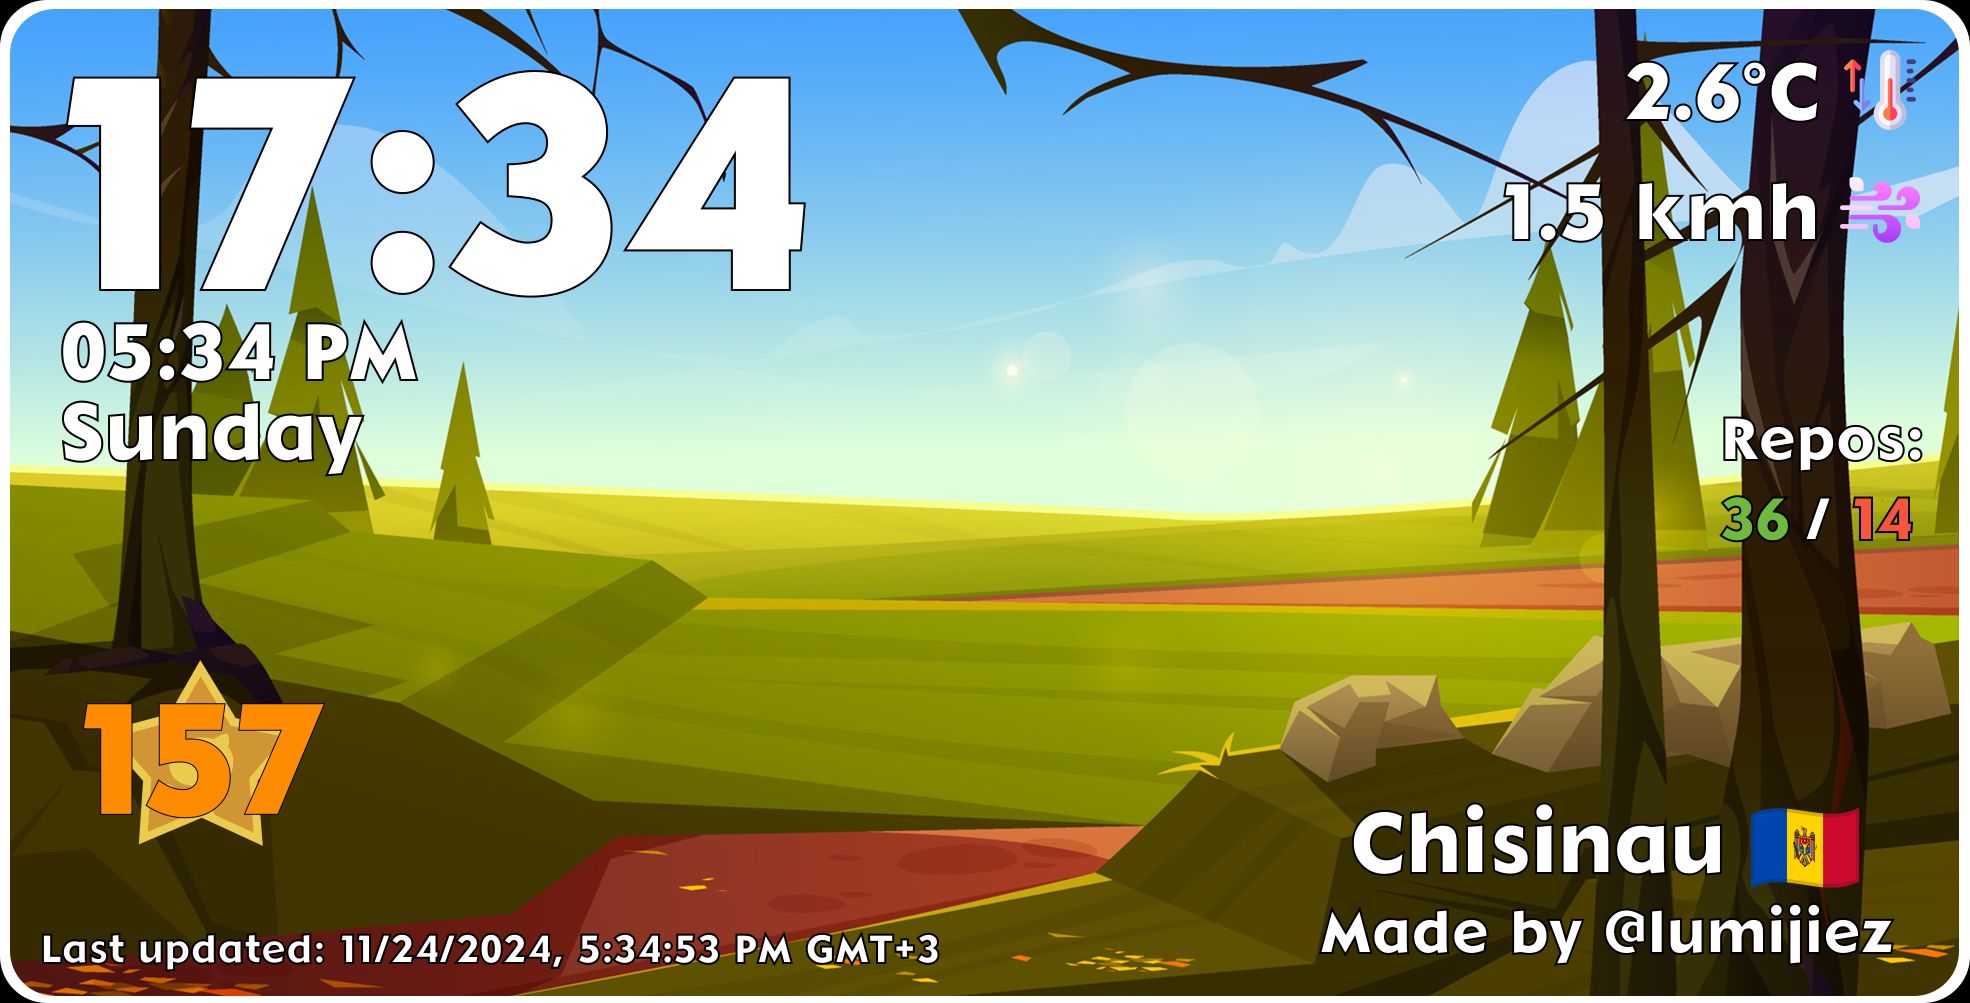 17:34
05:34 PM
Sunday
2.6°C
1.5 kmh
Repos:
36 / 14
157
Chisinau
Made by @lumijiez
Last updated: 11/24/2024, 5:34:53 PM GMT+3